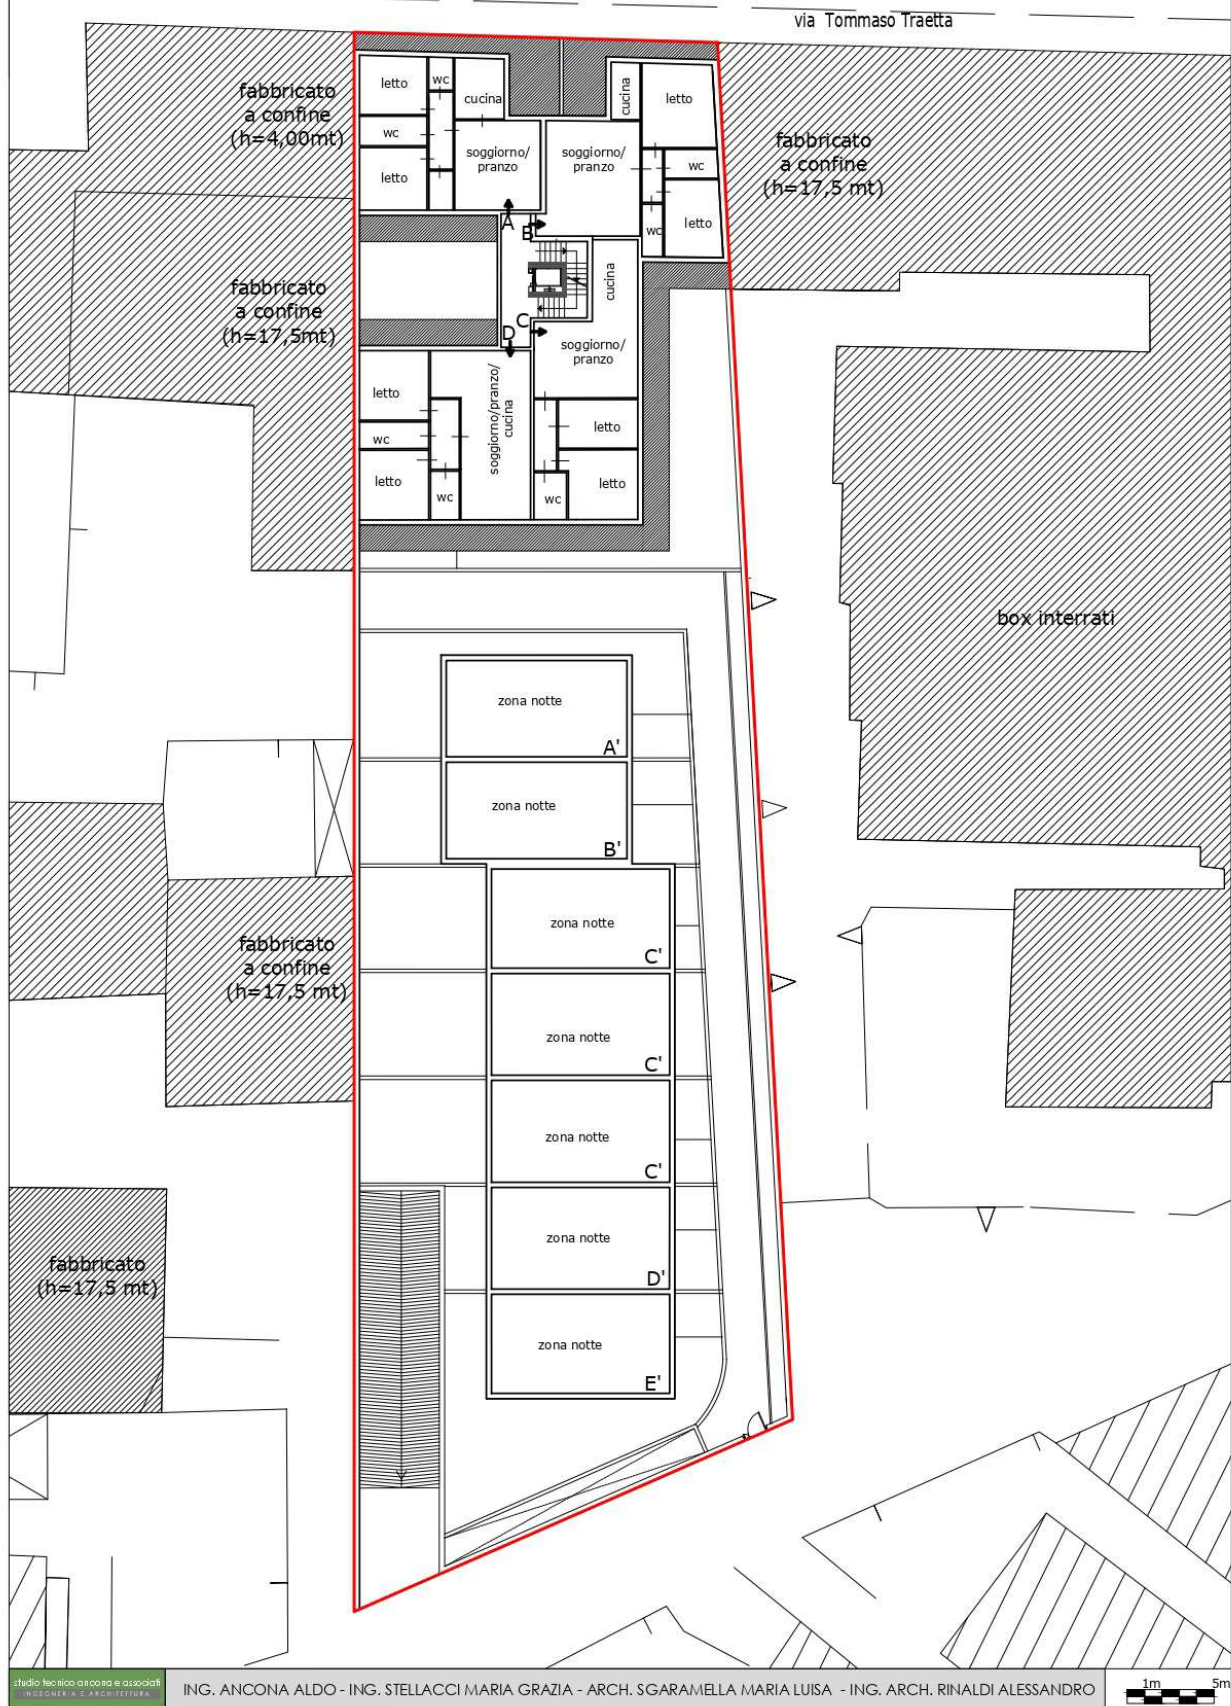 via Tommaso Traetta
fabbricato
a confine
(h=4,00mt)
letto
wc
cucina
cucina
letto
wc
soggiorno/
pranzo
soggiorno/
pranzo
fabbricato
a confine
(h=17,5 mt)
letto
wc
A
B
wc
letto
fabbricato
a confine
(h=17,5mt)
cucina
C
D
soggiorno/
pranzo
letto
soggiorno/pranzo/
cucina
wc
letto
letto
wc
wc
letto
box interrati
zona notte
A'
zona notte
B'
zona notte
C'
fabbricato
a confine
(h=17,5 mt)
zona notte
C'
zona notte
C'
zona notte
D'
fabbricato
(h=17,5 mt)
zona notte
E'
studio tecnico ancona e associati
INGEGNERIA E ARCHITETTURA
ING. ANCONA ALDO - ING. STELLACCI MARIA GRAZIA - ARCH. SGARAMELLA MARIA LUISA - ING. ARCH. RINALDI ALESSANDRO
1m 5m